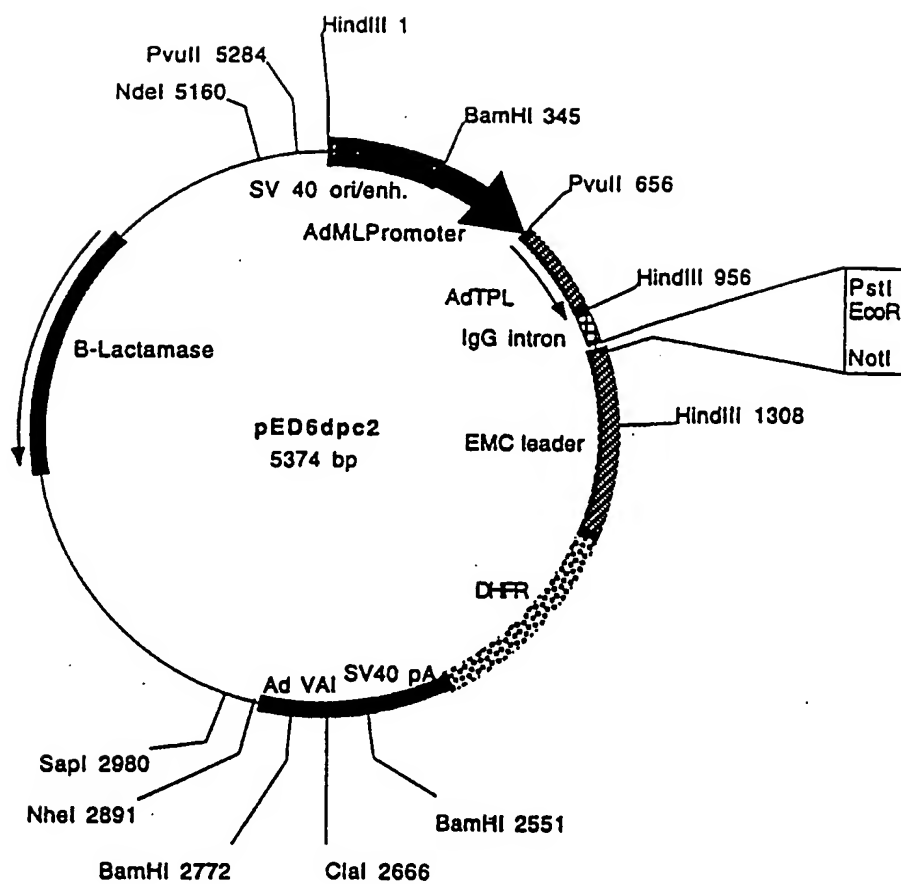 HindIII 1
PvuII 5284
NdeI 5160
BamHI 345
SV 40 ori/enh.
PvuII 656
AdMLPromoter
HindIII 956
AdTPL
IgG intron
PstI
EcoR
NotI
B-Lactamase
pED6dpc2
5374 bp
EMC leader
HindIII 1308
DHFR
SV40 pA
Ad VAI
SapI 2980
NheI 2891
BamHI 2772
ClaI 2666
BamHI 2551